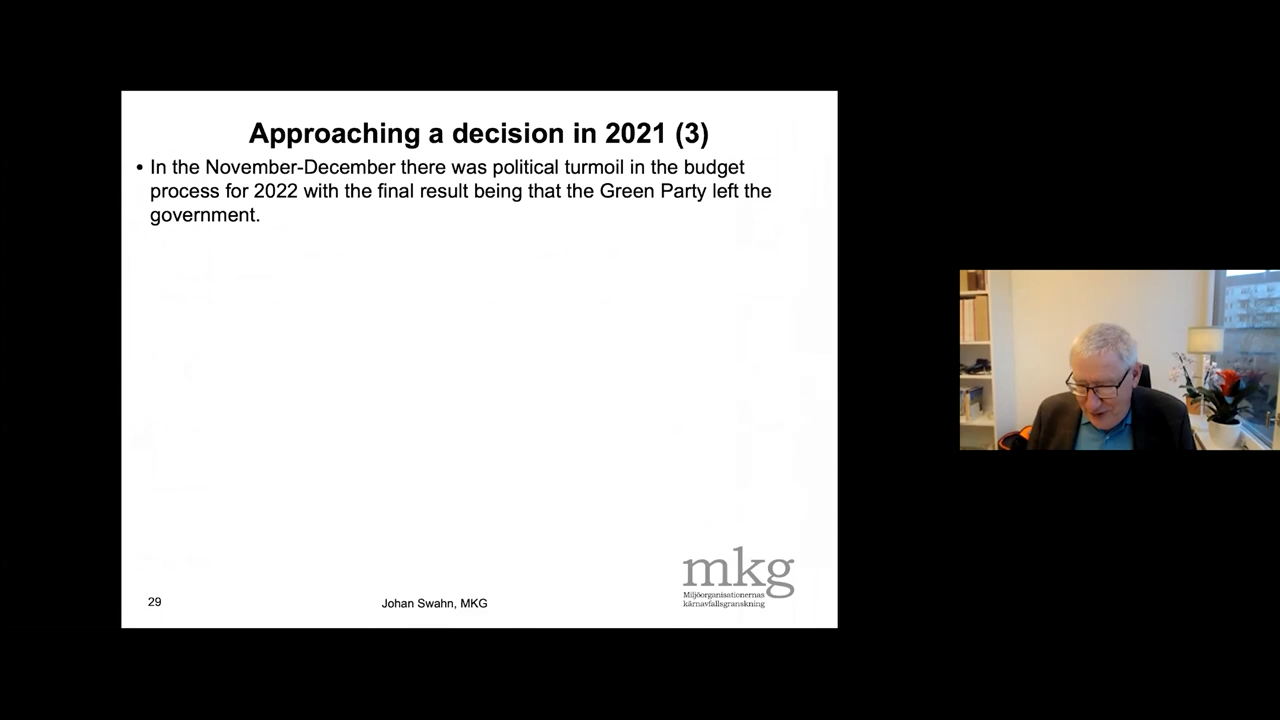 Approaching a decision in 2021 (3)
• In the November-December there was political turmoil in the budget
process for 2022 with the final result being that the Green Party left the
government.
mkg
Miljöorganisationernas
kärnavfallsgranskning
29
Johan Swahn, MKG